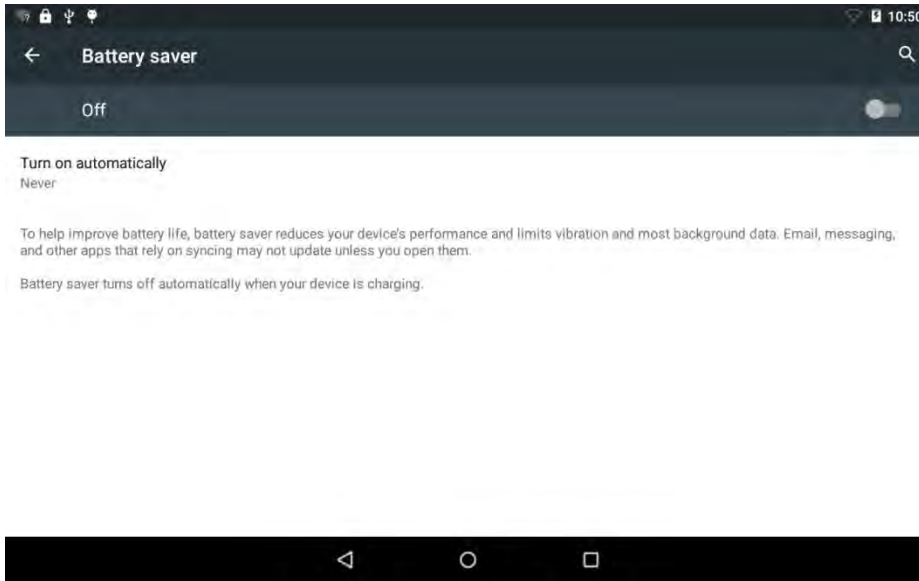 10:50
Battery saver
Off
Turn on automatically
Never
To help improve battery life, battery saver reduces your device's performance and limits vibration and most background data. Email, messaging,
and other apps that rely on syncing may not update unless you open them.
Battery saver turns off automatically when your device is charging.